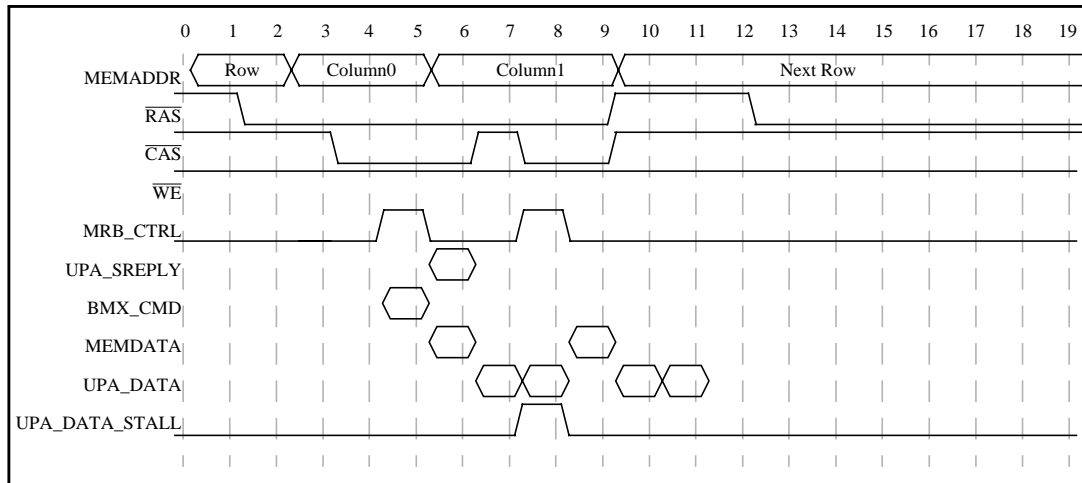 0 1 2 3 4 5 6 7 8 9 10 11 12 13 14 15 16 17 18 19
MEMADDR Row Column0 Column1 Next Row
RAS
CAS
WE
MRB_CTRL
UPA_SREPLY
BMX_CMD
MEMDATA
UPA_DATA
UPA_DATA_STALL